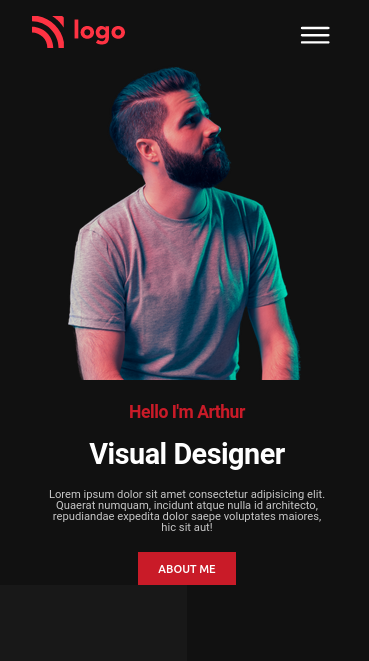 logo
Hello I'm Arthur
Visual Designer
Lorem ipsum dolor sit amet consectetur adipisicing elit.
Quaerat numquam, incidunt atque nulla id architecto,
repudiandae expedita dolor saepe voluptates maiores,
hic sit aut!
ABOUT ME